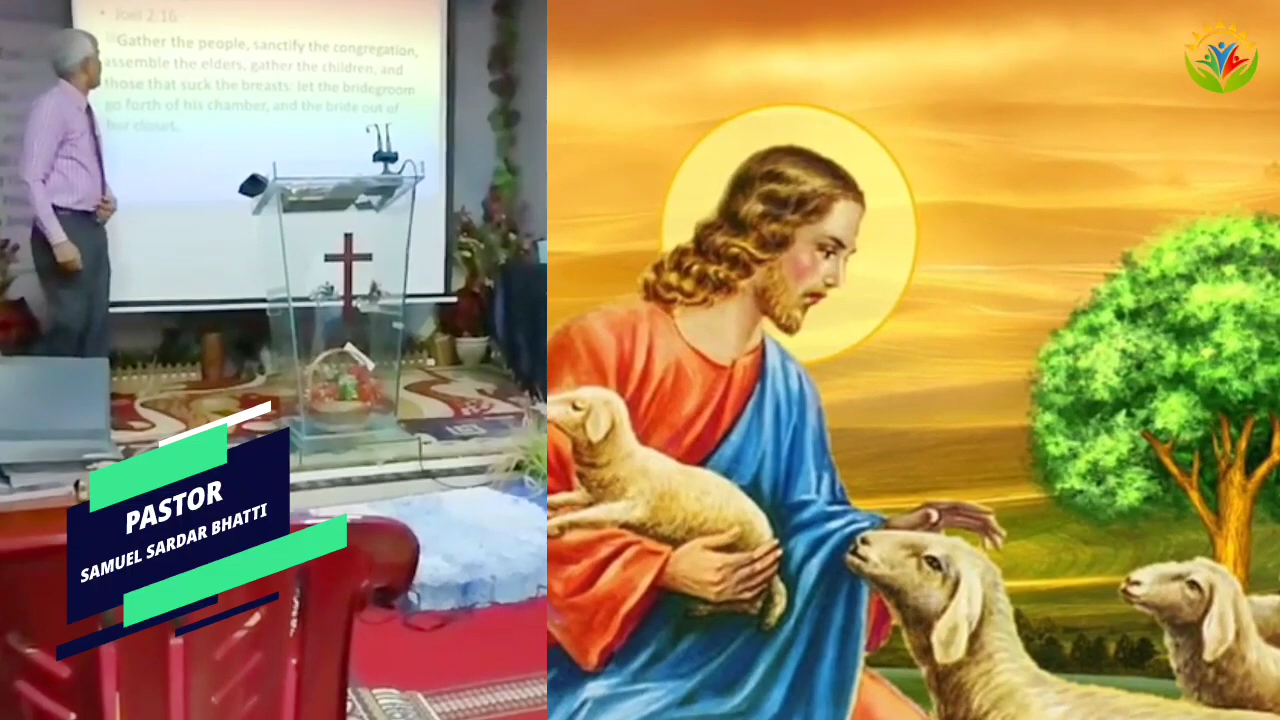 • Joel 2:16
Gather the people, sanctify the congregation,
assemble the elders, gather the children, and
those that suck the breasts: let the bridegroom
go forth of his chamber, and the bride out of
her closet.
PASTOR
SAMUEL SARDAR BHATTI